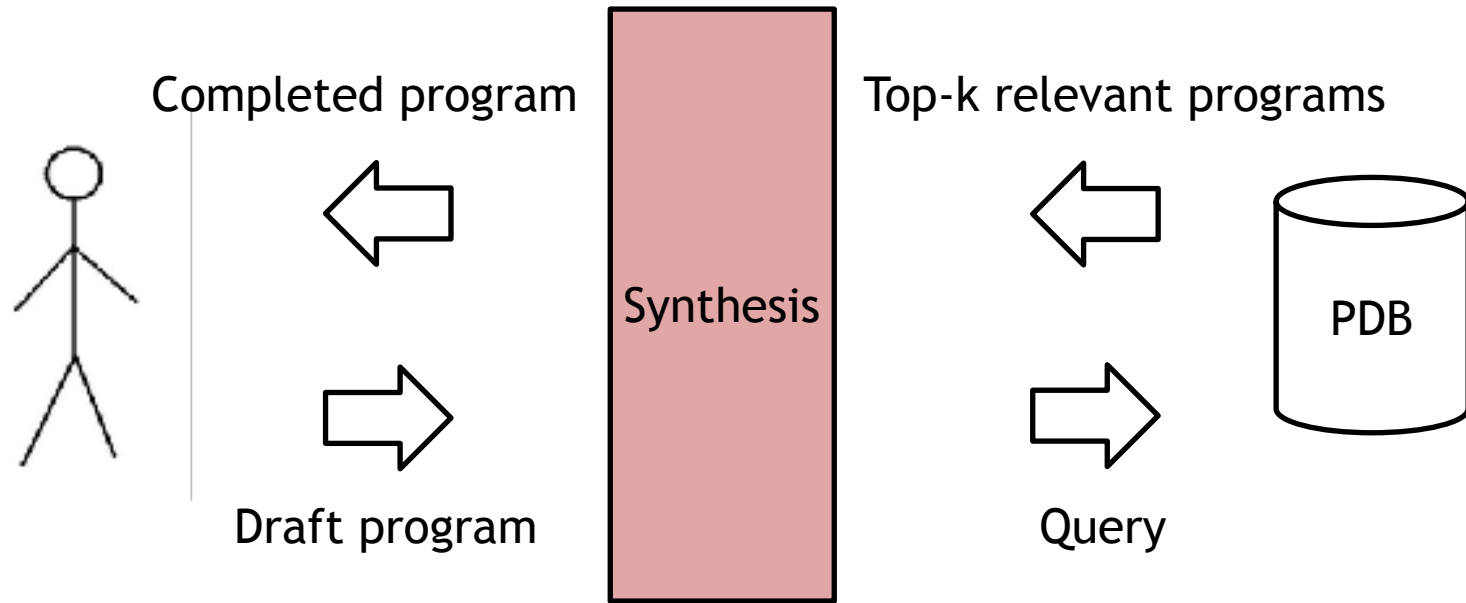 Completed program
Top-k relevant programs
Synthesis
PDB
Draft program
Query